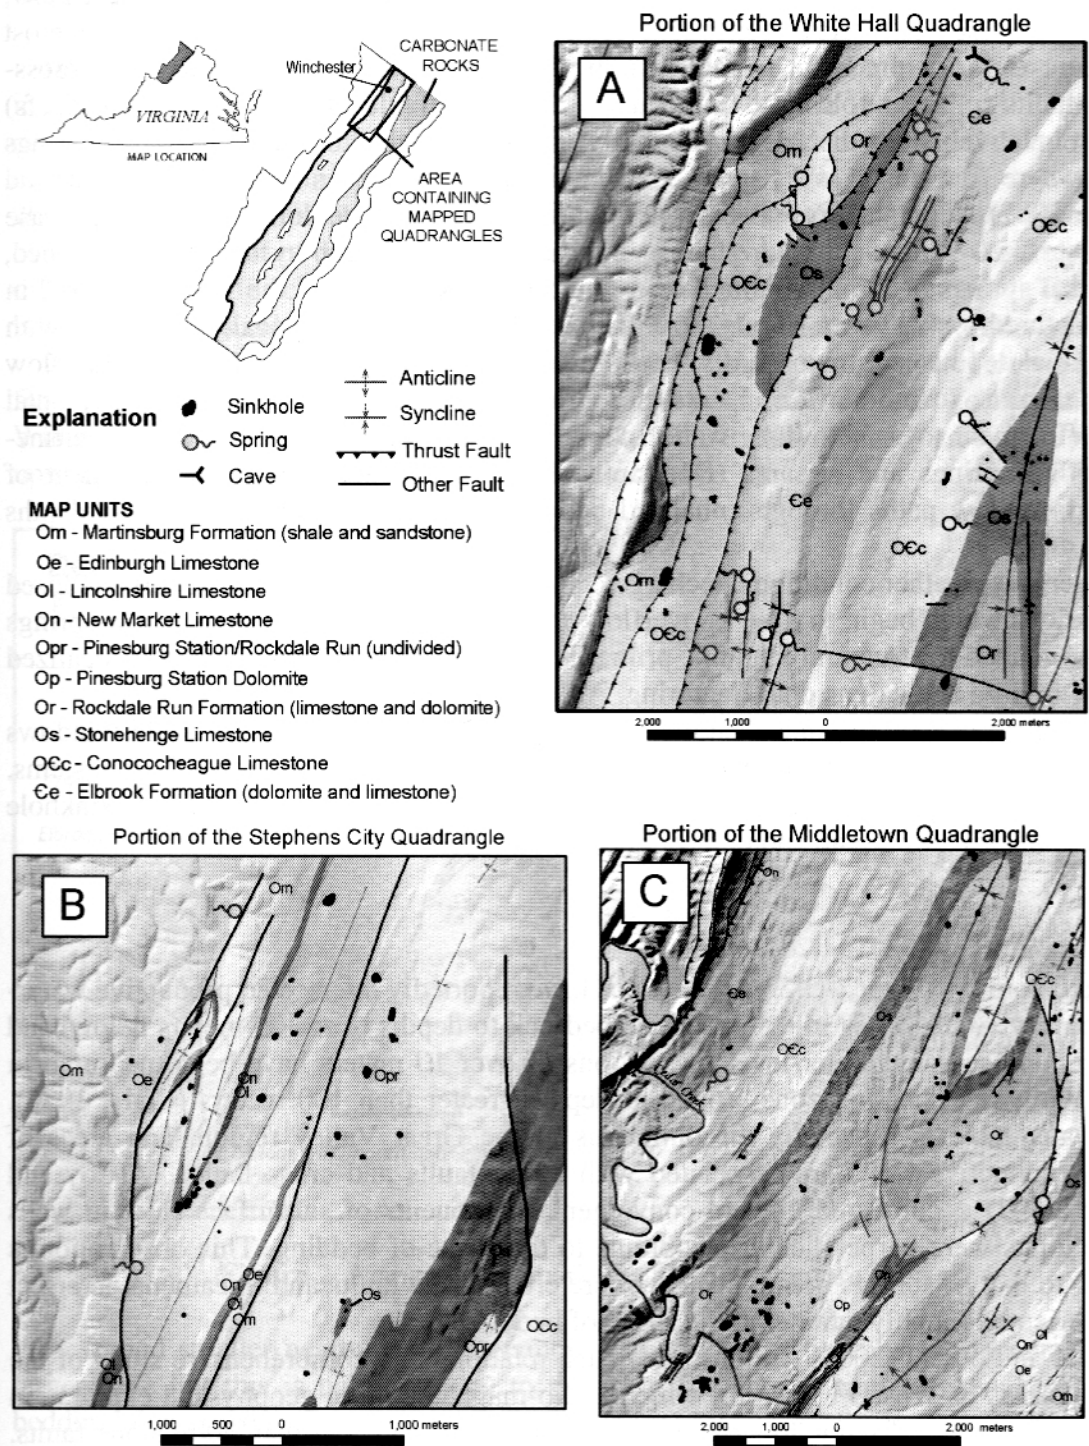 Portion of the White Hall Quadrangle
CARBONATE
ROCKS
Winchester
VIRGINIA
MAP LOCATION
AREA
CONTAINING
MAPPED
QUADRANGLES
Explanation
Sinkhole
Spring
Cave
Anticline
Syncline
Thrust Fault
Other Fault
MAP UNITS
Om - Martinsburg Formation (shale and sandstone)
Oe - Edinburgh Limestone
Ol - Lincolnshire Limestone
On - New Market Limestone
Opr - Pinesburg Station/Rockdale Run (undivided)
Op - Pinesburg Station Dolomite
Or - Rockdale Run Formation (limestone and dolomite)
Os - Stonehenge Limestone
OЄc - Conococheague Limestone
Єe - Elbrook Formation (dolomite and limestone)
A
Єe
Or
Om
OЄc
OЄc
Os
Єe
Os
OЄc
Om
OЄc
Or
2,000 1,000 0 2,000 meters
Portion of the Stephens City Quadrangle
B
Om
Om
Oe
On
Ol
Opr
Oe
On
Ol
Om
Os
OЄc
Opr
Ol
On
1,000 500 0 1,000 meters
Portion of the Middletown Quadrangle
C
On
Єe
OЄc
Os
OЄc
Or
Os
On
Or
Op
Ol
On
Oe
Om
2,000 1,000 0 2,000 meters